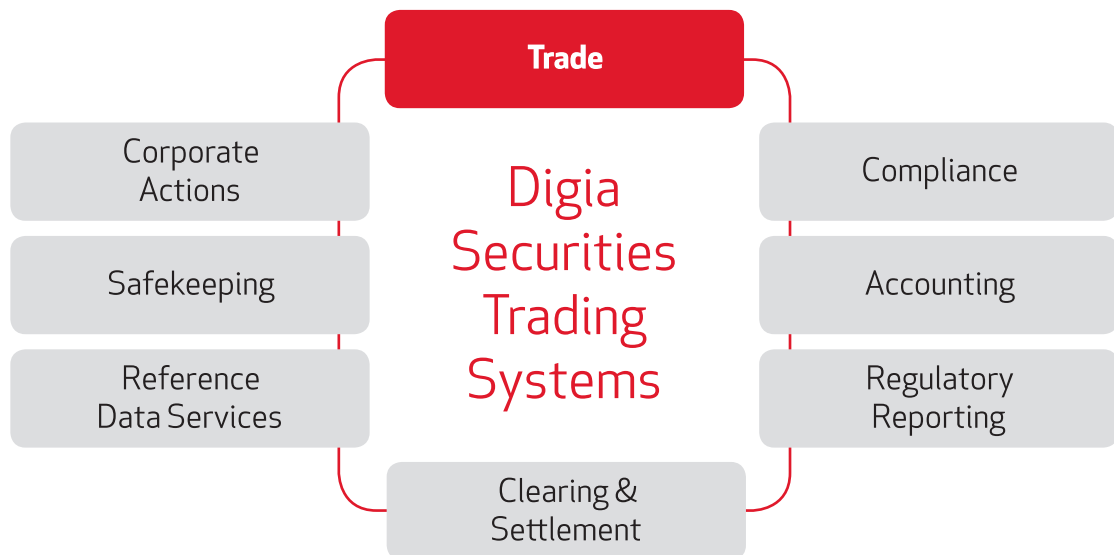 Trade
Corporate
Actions
Safekeeping
Reference
Data Services
Digia
Securities
Trading
Systems
Compliance
Accounting
Regulatory
Reporting
Clearing &
Settlement